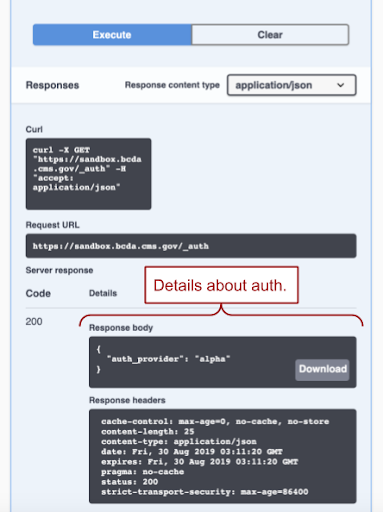 Execute
Clear
Responses
Response content type
application/json
Curl
curl -X GET
"https://sandbox.bcda
.cms.gov/_auth" -H
"accept:
application/json"
Request URL
https://sandbox.bcda.cms.gov/_auth
Server response
Code
Details
Details about auth.
200
Response body
{
"auth_provider": "alpha"
}
Download
Response headers
cache-control: max-age=0, no-cache, no-store
content-length: 25
content-type: application/json
date: Fri, 30 Aug 2019 03:11:20 GMT
expires: Fri, 30 Aug 2019 03:11:20 GMT
pragma: no-cache
status: 200
strict-transport-security: max-age=86400